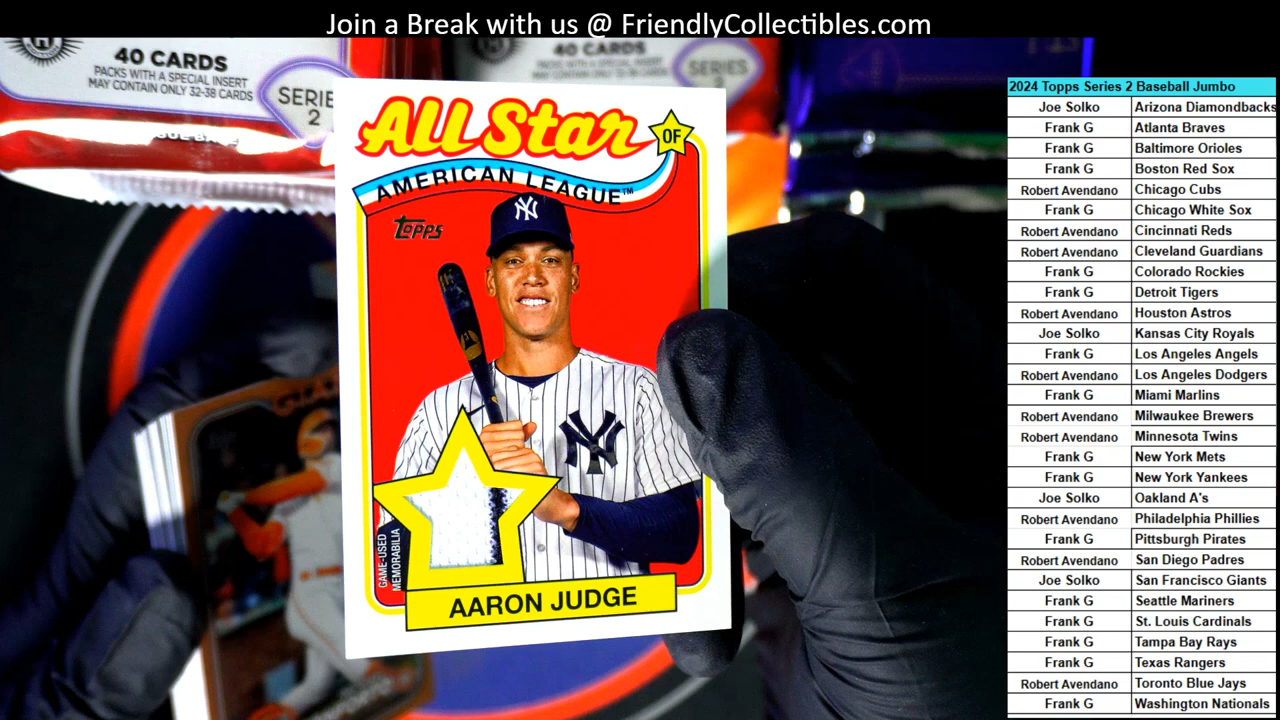 Join a Break with us @ FriendlyCollectibles.com
40 CARDS
PACKS WITH A SPECIAL INSERT
MAY CONTAIN ONLY 32-38 CARDS
SERIE
2
40 CARDS
PACKS WITH A SPECIAL INSERT
SERIES
All Star
OF
AMERICAN LEAGUE™
Topps
NY
NY
GAME-USED
MEMORABILIA
AARON JUDGE
2024 Topps Series 2 Baseball Jumbo
Joe Solko Arizona Diamondbacks
Frank G Atlanta Braves
Frank G Baltimore Orioles
Frank G Boston Red Sox
Robert Avendano Chicago Cubs
Frank G Chicago White Sox
Robert Avendano Cincinnati Reds
Robert Avendano Cleveland Guardians
Frank G Colorado Rockies
Frank G Detroit Tigers
Robert Avendano Houston Astros
Joe Solko Kansas City Royals
Frank G Los Angeles Angels
Robert Avendano Los Angeles Dodgers
Frank G Miami Marlins
Robert Avendano Milwaukee Brewers
Robert Avendano Minnesota Twins
Frank G New York Mets
Frank G New York Yankees
Joe Solko Oakland A's
Robert Avendano Philadelphia Phillies
Frank G Pittsburgh Pirates
Robert Avendano San Diego Padres
Joe Solko San Francisco Giants
Frank G Seattle Mariners
Frank G St. Louis Cardinals
Frank G Tampa Bay Rays
Frank G Texas Rangers
Robert Avendano Toronto Blue Jays
Frank G Washington Nationals